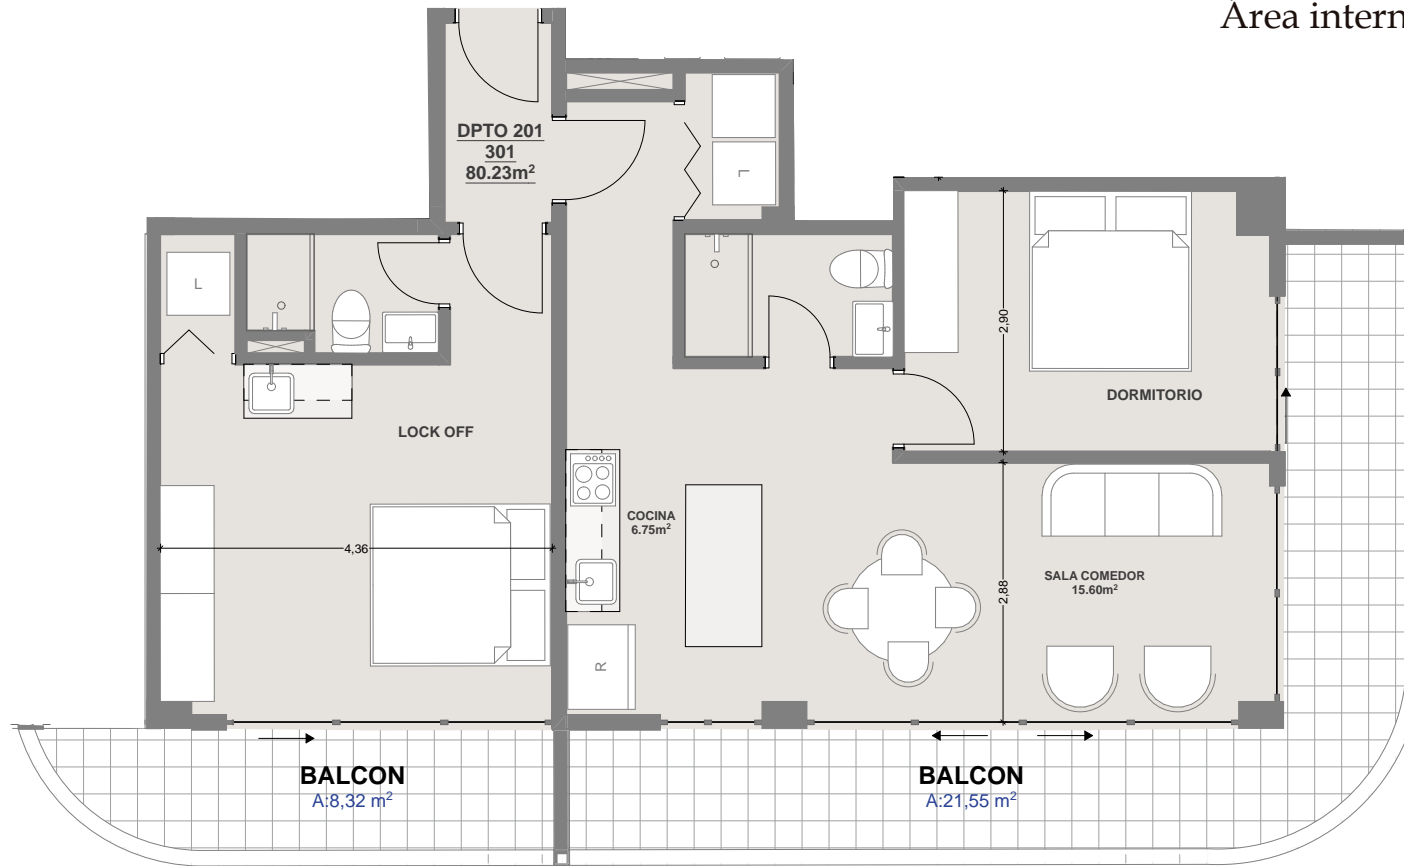 Área intern
DPTO 201
301
80.23m²
L
L
2,90
DORMITORIO
LOCK OFF
COCINA
6.75m²
4,36
SALA COMEDOR
15.60m²
2,88
R
BALCON
A:8,32 m²
BALCON
A:21,55 m²